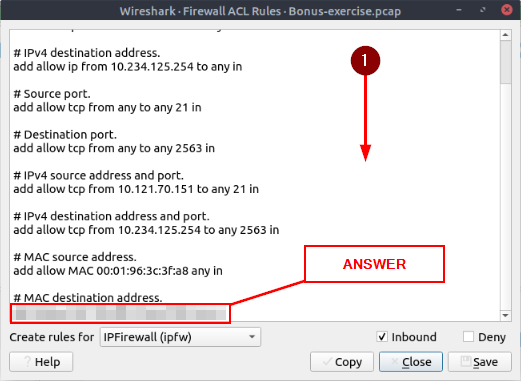 Wireshark · Firewall ACL Rules · Bonus-exercise.pcap
# IPv4 destination address.
add allow ip from 10.234.125.254 to any in
# Source port.
add allow tcp from any to any 21 in
# Destination port.
add allow tcp from any to any 2563 in
# IPv4 source address and port.
add allow tcp from 10.121.70.151 to any 21 in
# IPv4 destination address and port.
add allow tcp from 10.234.125.254 to any 2563 in
# MAC source address.
add allow MAC 00:01:96:3c:3f:a8 any in
# MAC destination address.
1
ANSWER
Create rules for IPFirewall (ipfw) Inbound Deny
? Help Copy Close Save